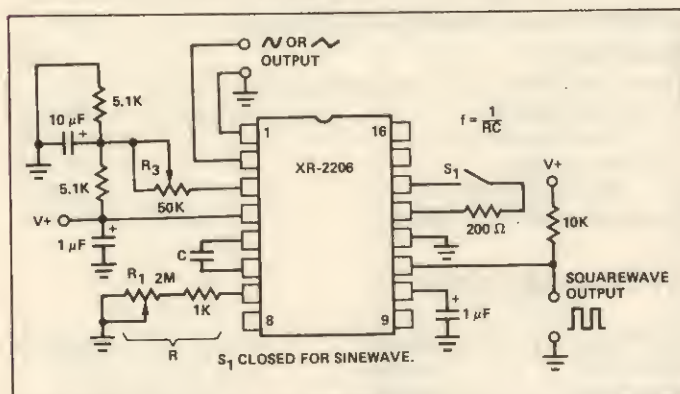 ∿ OR ⩘ OUTPUT
5.1K
10 µF +
R3
50K
5.1K
V+
+
1 µF
C
R1 2M
1K
R
1
8
XR-2206
16
9
f = 1/RC
S1
200 Ω
V+
10K
+
1 µF
SQUAREWAVE
OUTPUT
S1 CLOSED FOR SINEWAVE.